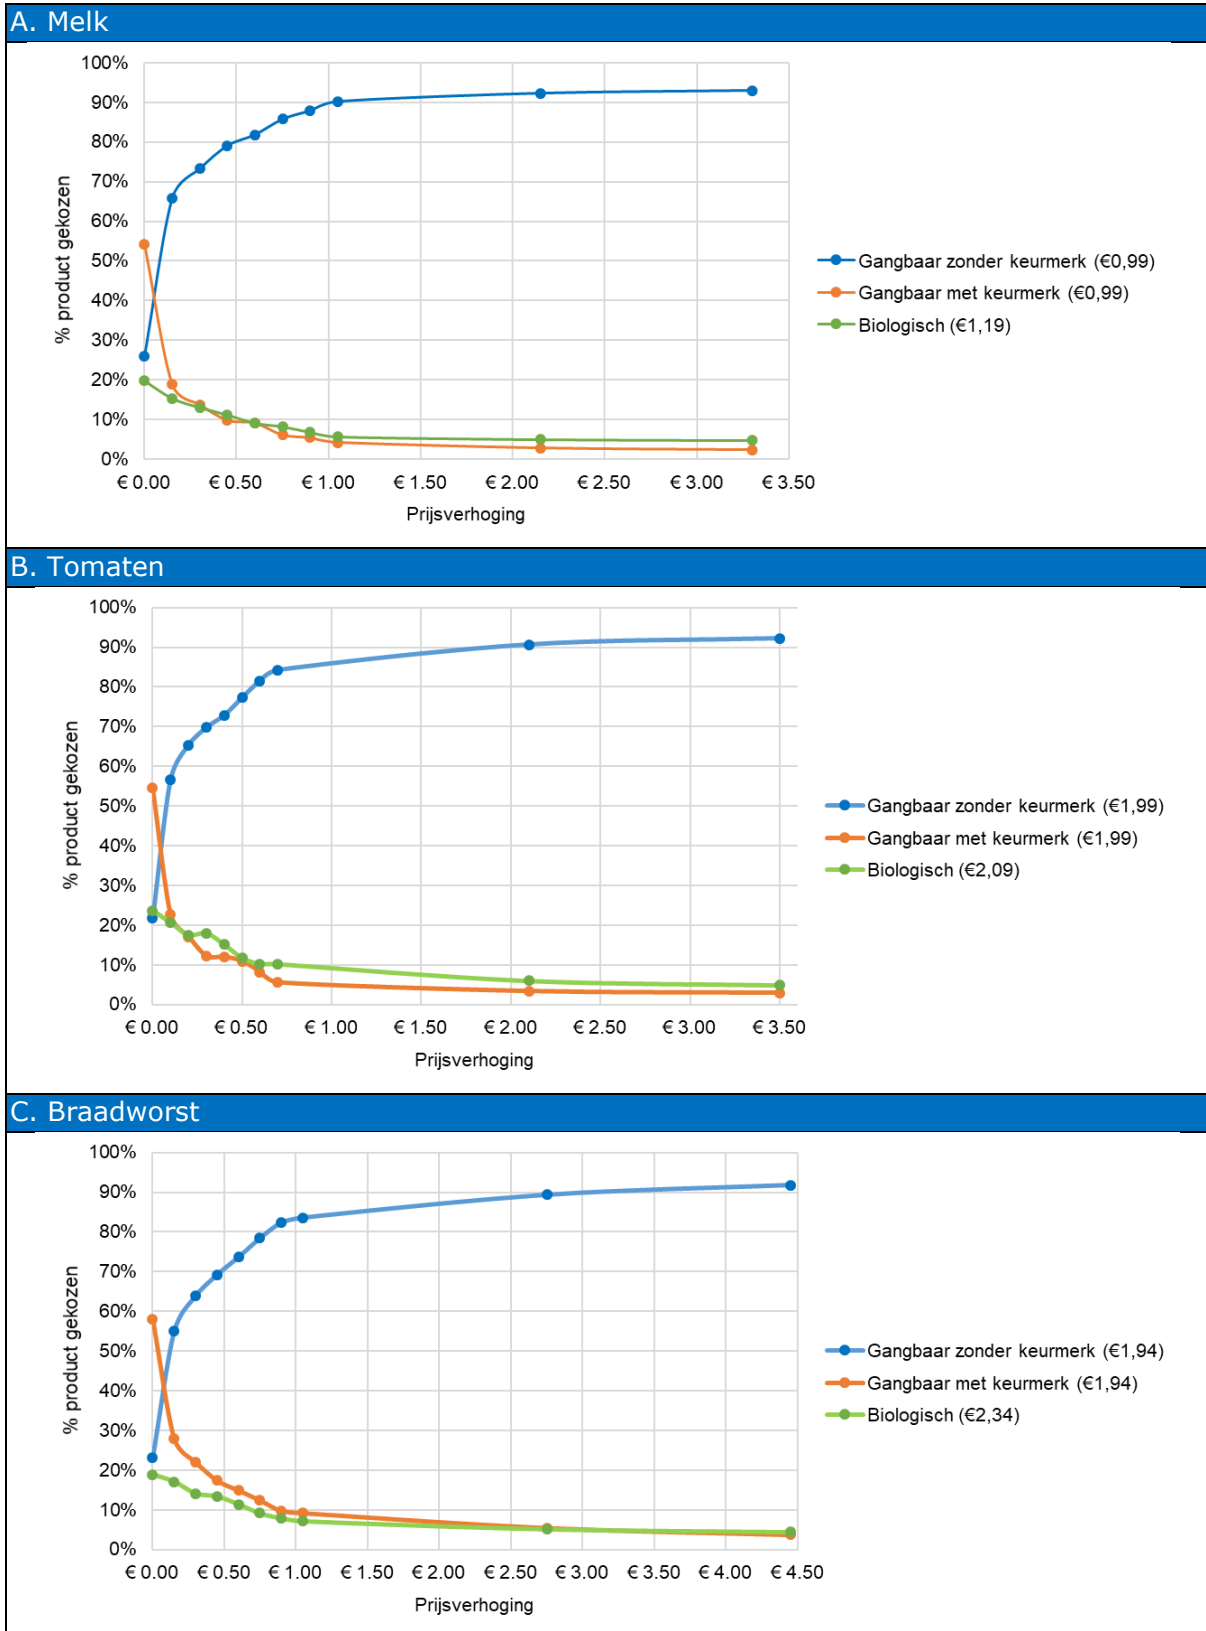 A. Melk
100%
90%
80%
70%
60%
50%
40%
30%
20%
10%
0%
% product gekozen
€ 0.00 € 0.50 € 1.00 € 1.50 € 2.00 € 2.50 € 3.00 € 3.50
Prijsverhoging
Gangbaar zonder keurmerk (€0,99)
Gangbaar met keurmerk (€0,99)
Biologisch (€1,19)
B. Tomaten
100%
90%
80%
70%
60%
50%
40%
30%
20%
10%
0%
% product gekozen
€ 0.00 € 0.50 € 1.00 € 1.50 € 2.00 € 2.50 € 3.00 € 3.50
Prijsverhoging
Gangbaar zonder keurmerk (€1,99)
Gangbaar met keurmerk (€1,99)
Biologisch (€2,09)
C. Braadworst
100%
90%
80%
70%
60%
50%
40%
30%
20%
10%
0%
% product gekozen
€ 0.00 € 0.50 € 1.00 € 1.50 € 2.00 € 2.50 € 3.00 € 3.50 € 4.00 € 4.50
Prijsverhoging
Gangbaar zonder keurmerk (€1,94)
Gangbaar met keurmerk (€1,94)
Biologisch (€2,34)